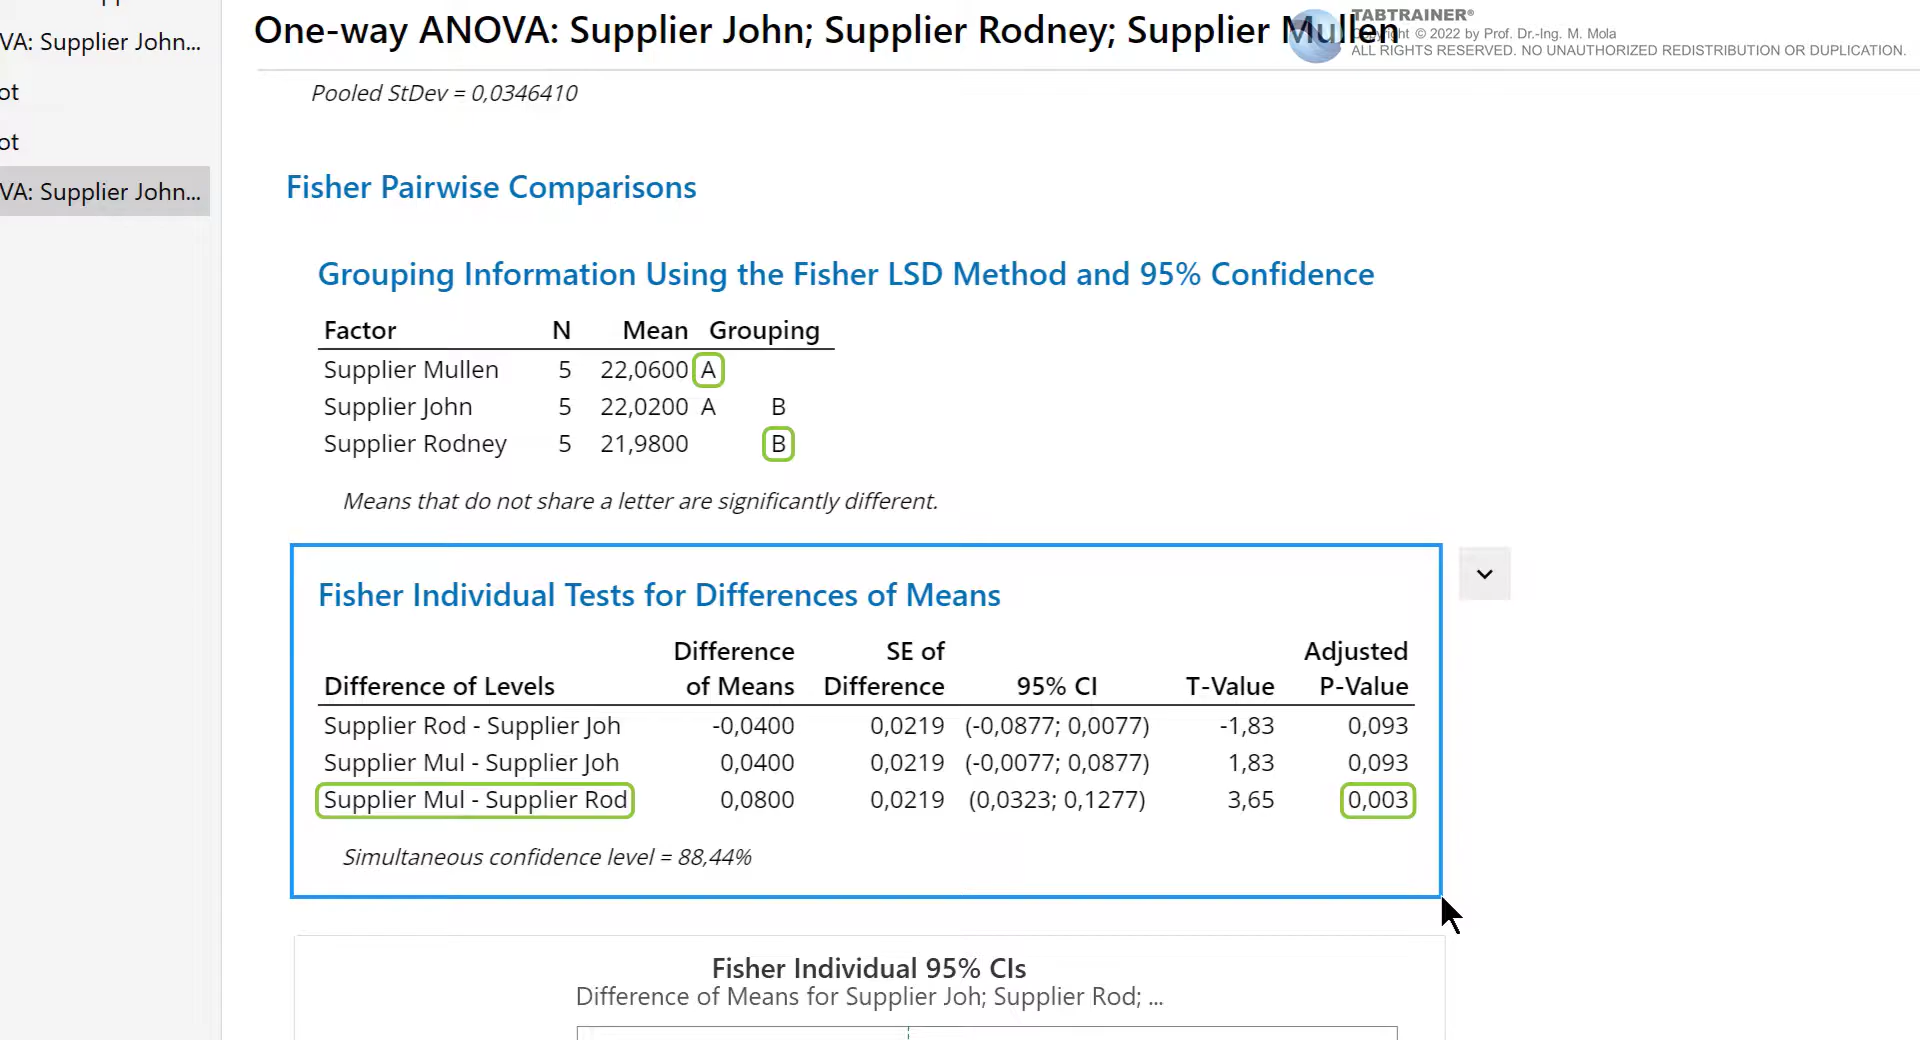 VA: Supplier John...
ot
ot
VA: Supplier John...
One-way ANOVA: Supplier John; Supplier Rodney; Supplier Mullen
TABTRAINER®
Copyright © 2022 by Prof. Dr.-Ing. M. Mola
ALL RIGHTS RESERVED. NO UNAUTHORIZED REDISTRIBUTION OR DUPLICATION.
Pooled StDev = 0,0346410
Fisher Pairwise Comparisons
Grouping Information Using the Fisher LSD Method and 95% Confidence
Factor N Mean Grouping
Supplier Mullen 5 22,0600 A
Supplier John 5 22,0200 A B
Supplier Rodney 5 21,9800 B
Means that do not share a letter are significantly different.
Fisher Individual Tests for Differences of Means
Difference SE of Adjusted
Difference of Levels of Means Difference 95% CI T-Value P-Value
Supplier Rod - Supplier Joh -0,0400 0,0219 (-0,0877; 0,0077) -1,83 0,093
Supplier Mul - Supplier Joh 0,0400 0,0219 (-0,0077; 0,0877) 1,83 0,093
Supplier Mul - Supplier Rod 0,0800 0,0219 (0,0323; 0,1277) 3,65 0,003
Simultaneous confidence level = 88,44%
Fisher Individual 95% CIs
Difference of Means for Supplier Joh; Supplier Rod; ...